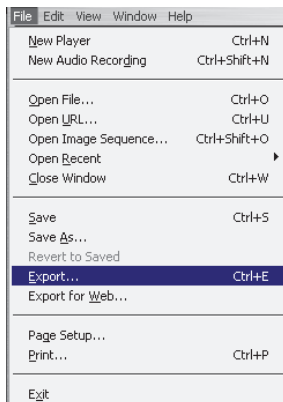 File Edit View Window Help
New Player Ctrl+N
New Audio Recording Ctrl+Shift+N
Open File... Ctrl+O
Open URL... Ctrl+U
Open Image Sequence... Ctrl+Shift+O
Open Recent
Close Window Ctrl+W
Save Ctrl+S
Save As...
Revert to Saved
Export... Ctrl+E
Export for Web...
Page Setup...
Print... Ctrl+P
Exit